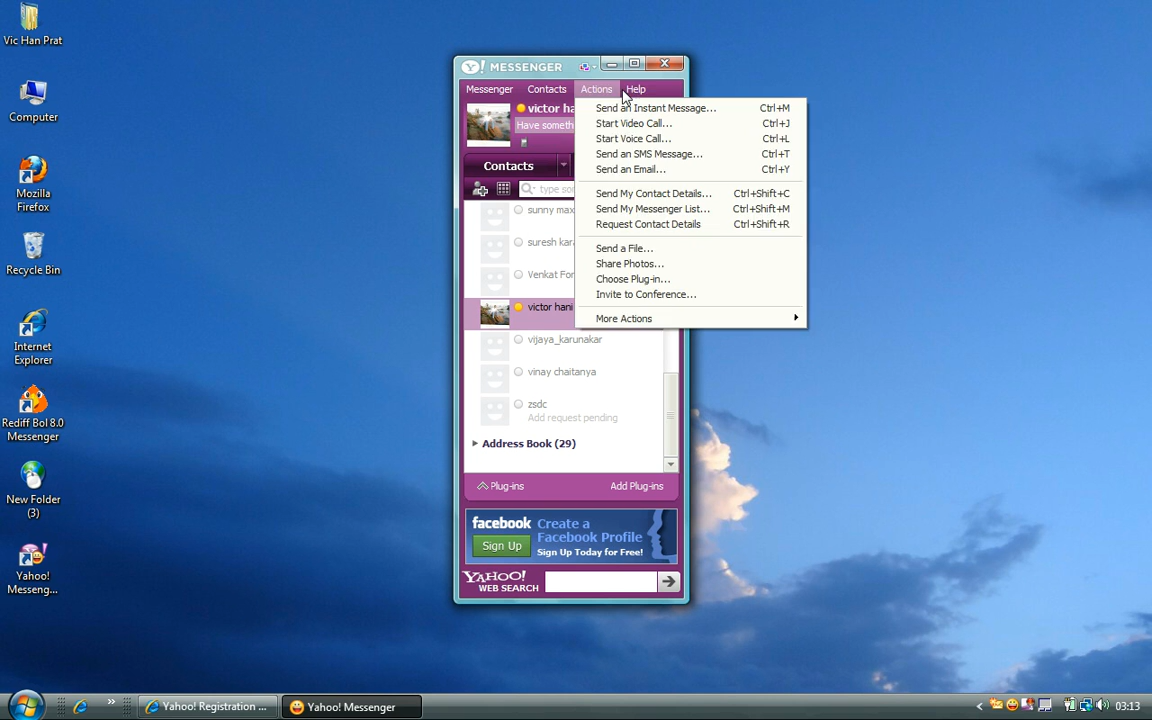 Vic Han Prat
Computer
Mozilla
Firefox
Recycle Bin
Internet
Explorer
Rediff Bol 8.0
Messenger
New Folder
(3)
Yahoo!
Messeng...
Y! MESSENGER
Messenger Contacts Actions Help
victor ha
Have someth
Contacts
type so
sunny max
suresh kara
Venkat For
victor hani
vijaya_karunakar
vinay chaitanya
zsdc
Add request pending
Address Book (29)
Plug-ins Add Plug-ins
facebook Create a
Facebook Profile
Sign Up Sign Up Today for Free!
YAHOO!
WEB SEARCH
Send an Instant Message... Ctrl+M
Start Video Call... Ctrl+J
Start Voice Call... Ctrl+L
Send an SMS Message... Ctrl+T
Send an Email... Ctrl+Y
Send My Contact Details... Ctrl+Shift+C
Send My Messenger List... Ctrl+Shift+M
Request Contact Details Ctrl+Shift+R
Send a File...
Share Photos...
Choose Plug-in...
Invite to Conference...
More Actions
Yahoo! Registration ... Yahoo! Messenger 03:13